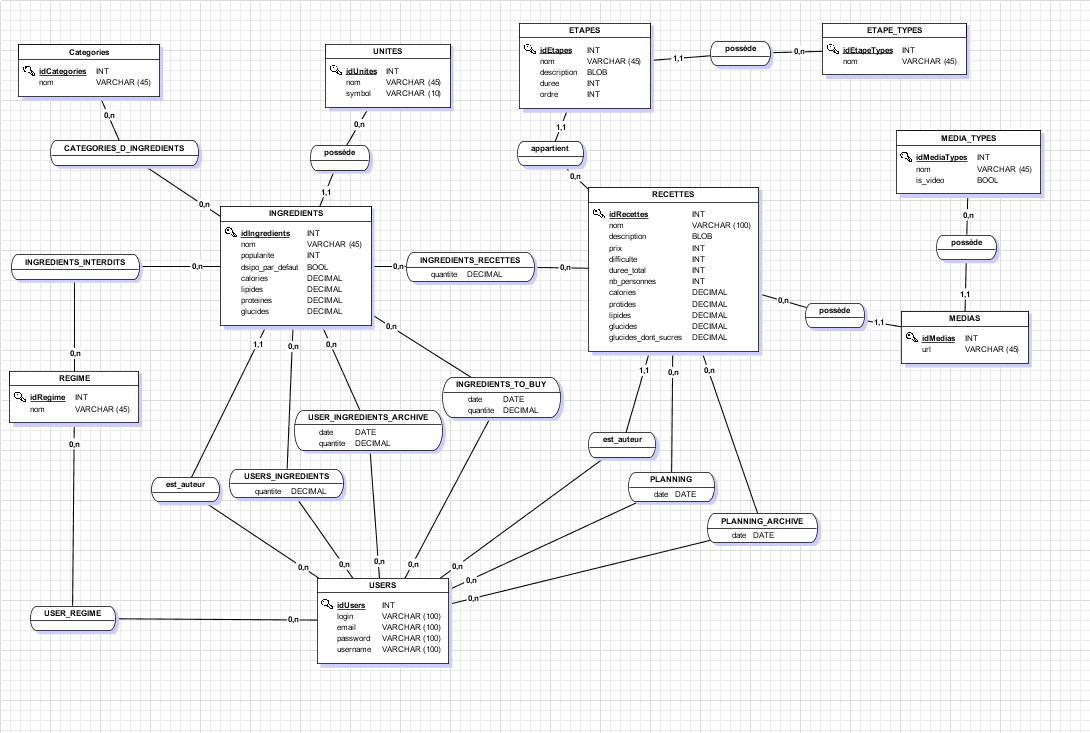 Categories
idCategories INT
nom VARCHAR (45)
0,n
CATEGORIES_D_INGREDIENTS
0,n
UNITES
idUnites INT
nom VARCHAR (45)
symbol VARCHAR (10)
0,n
possède
1,1
ETAPES
idEtapes INT
nom VARCHAR (45)
description BLOB
duree INT
ordre INT
1,1
possède
0,n
ETAPE_TYPES
idEtapeTypes INT
nom VARCHAR (45)
1,1
appartient
0,n
MEDIA_TYPES
idMediaTypes INT
nom VARCHAR (45)
is_video BOOL
0,n
possède
1,1
MEDIAS
idMedias INT
url VARCHAR (45)
INGREDIENTS
idIngredients INT
nom VARCHAR (45)
popularite INT
dsipo_par_defaut BOOL
calories DECIMAL
lipides DECIMAL
proteines DECIMAL
glucides DECIMAL
0,n
INGREDIENTS_RECETTES
quantite DECIMAL
0,n
RECETTES
idRecettes INT
nom VARCHAR (100)
description BLOB
prix INT
difficulte INT
duree_total INT
nb_personnes INT
calories DECIMAL
protides DECIMAL
lipides DECIMAL
glucides DECIMAL
glucides_dont_sucres DECIMAL
0,n
possède
1,1
INGREDIENTS_INTERDITS
0,n
0,n
REGIME
idRegime INT
nom VARCHAR (45)
0,n
USER_REGIME
0,n
1,1
est_auteur
0,n
0,n
USERS_INGREDIENTS
quantite DECIMAL
0,n
0,n
USER_INGREDIENTS_ARCHIVE
date DATE
quantite DECIMAL
0,n
0,n
INGREDIENTS_TO_BUY
date DATE
quantite DECIMAL
0,n
1,1
est_auteur
0,n
0,n
PLANNING
date DATE
0,n
0,n
PLANNING_ARCHIVE
date DATE
0,n
USERS
idUsers INT
login VARCHAR (100)
email VARCHAR (100)
password VARCHAR (100)
username VARCHAR (100)